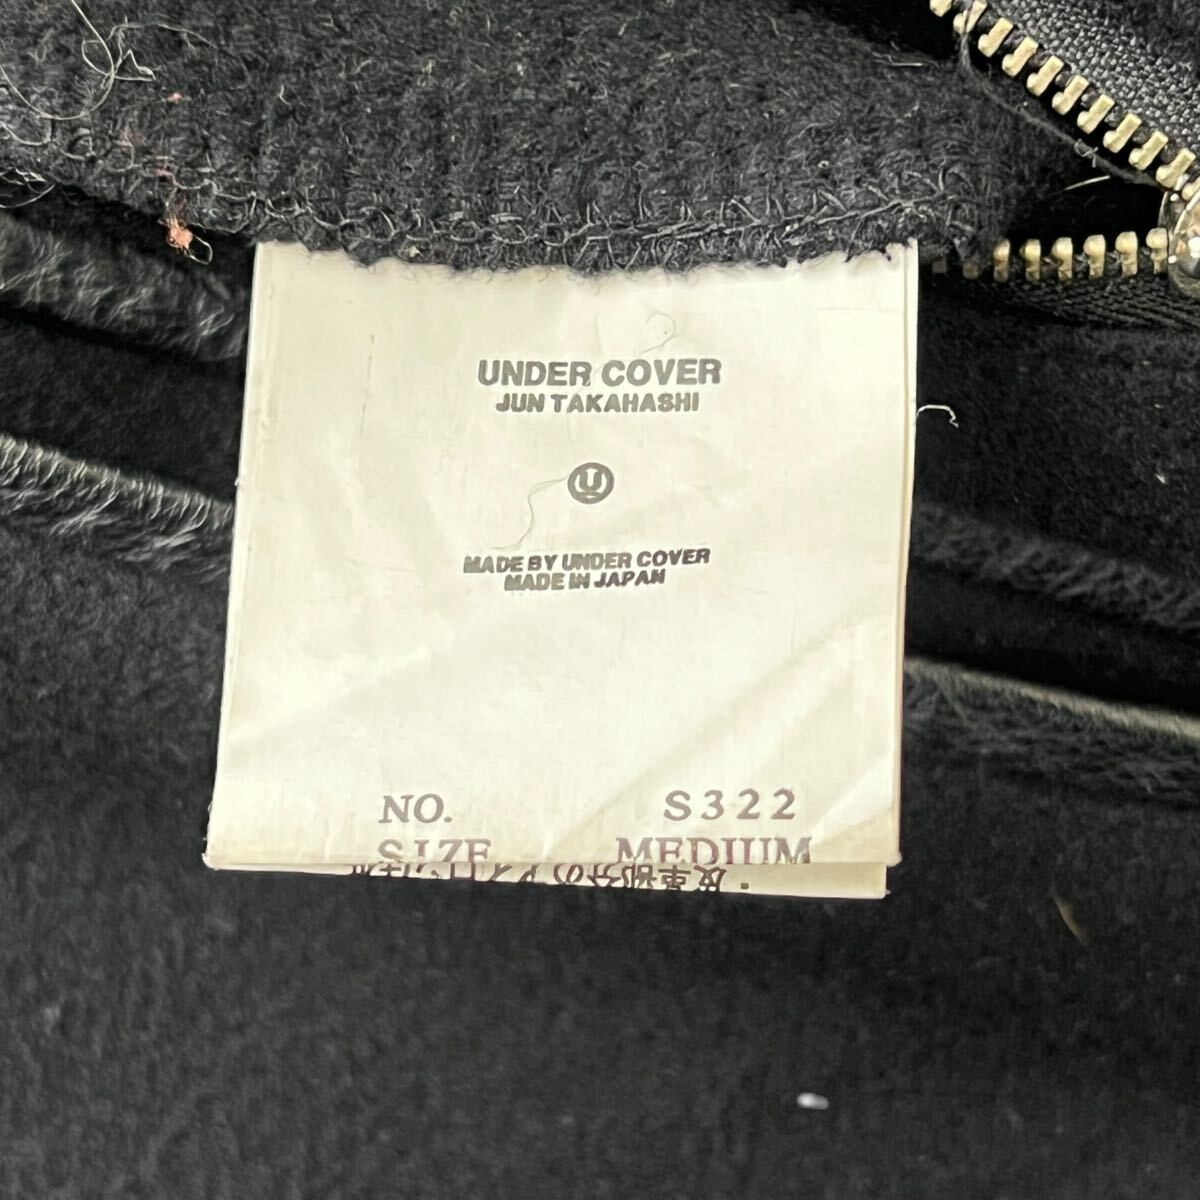 UNDER COVER
JUN TAKAHASHI
U
MADE BY UNDER COVER
MADE IN JAPAN
NO. S322
SIZE MEDIUM